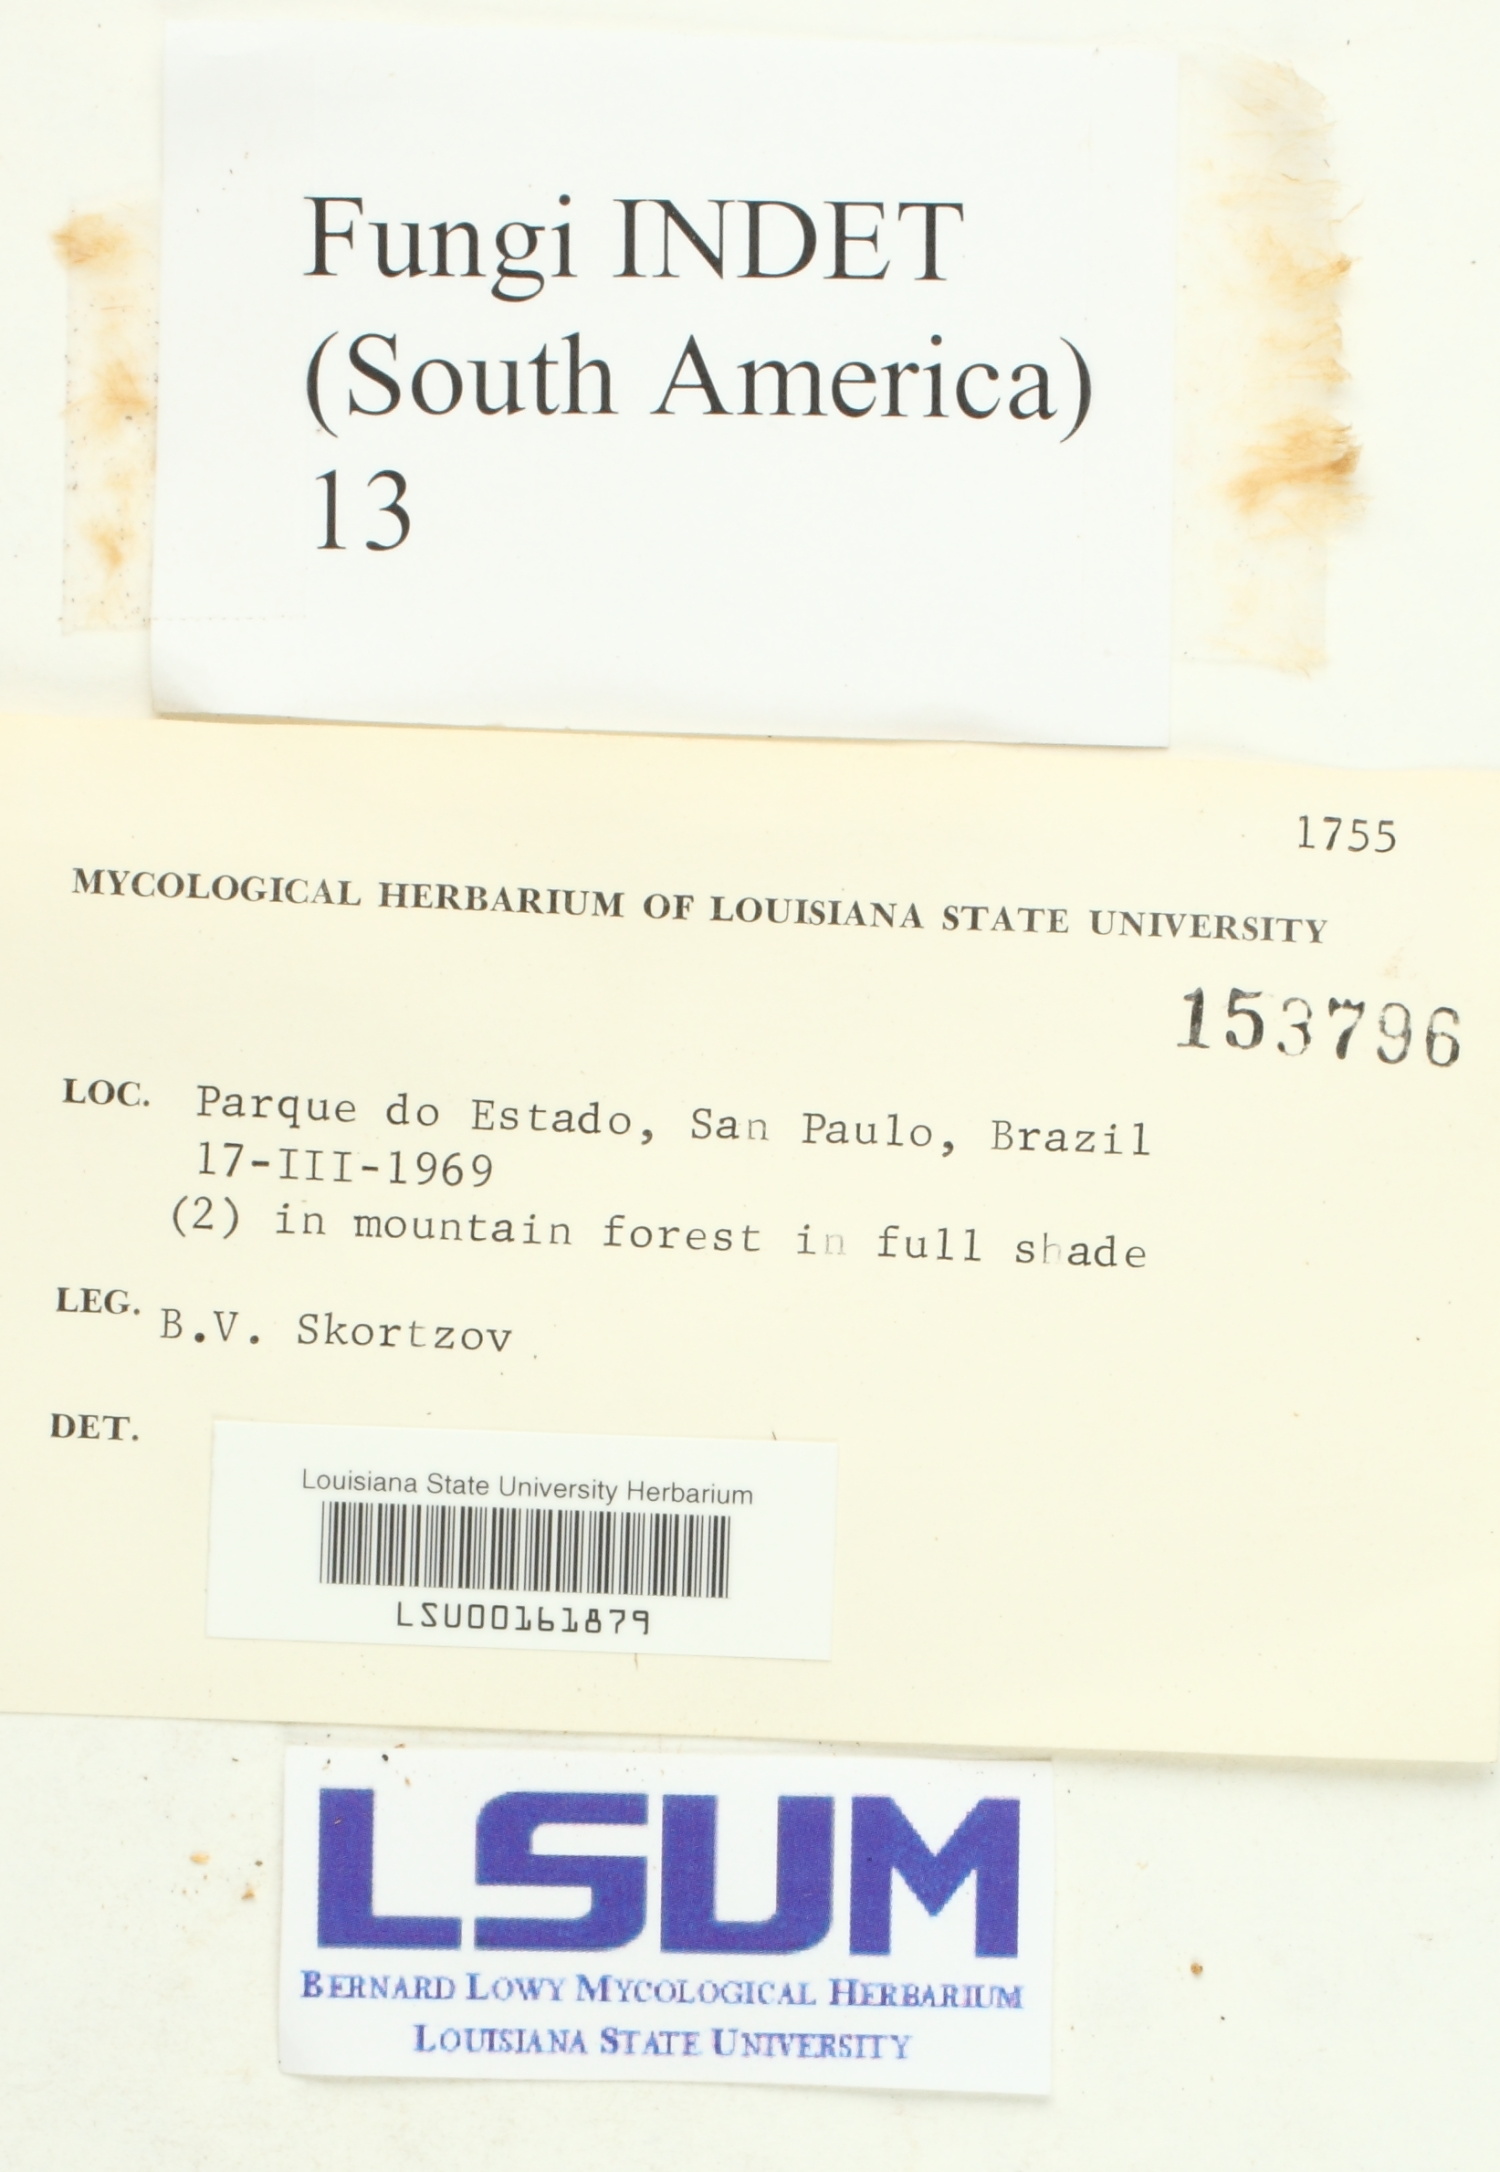 Fungi INDET
(South America)
13
1755
MYCOLOGICAL HERBARIUM OF LOUISIANA STATE UNIVERSITY
153796
LOC. Parque do Estado, San Paulo, Brazil
17-III-1969
(2) in mountain forest in full shade
LEG. B.V. Skortzov
DET.
Louisiana State University Herbarium
LSU00161879
LSUM
BERNARD LOWY MYCOLOGICAL HERBARIUM
LOUISIANA STATE UNIVERSITY